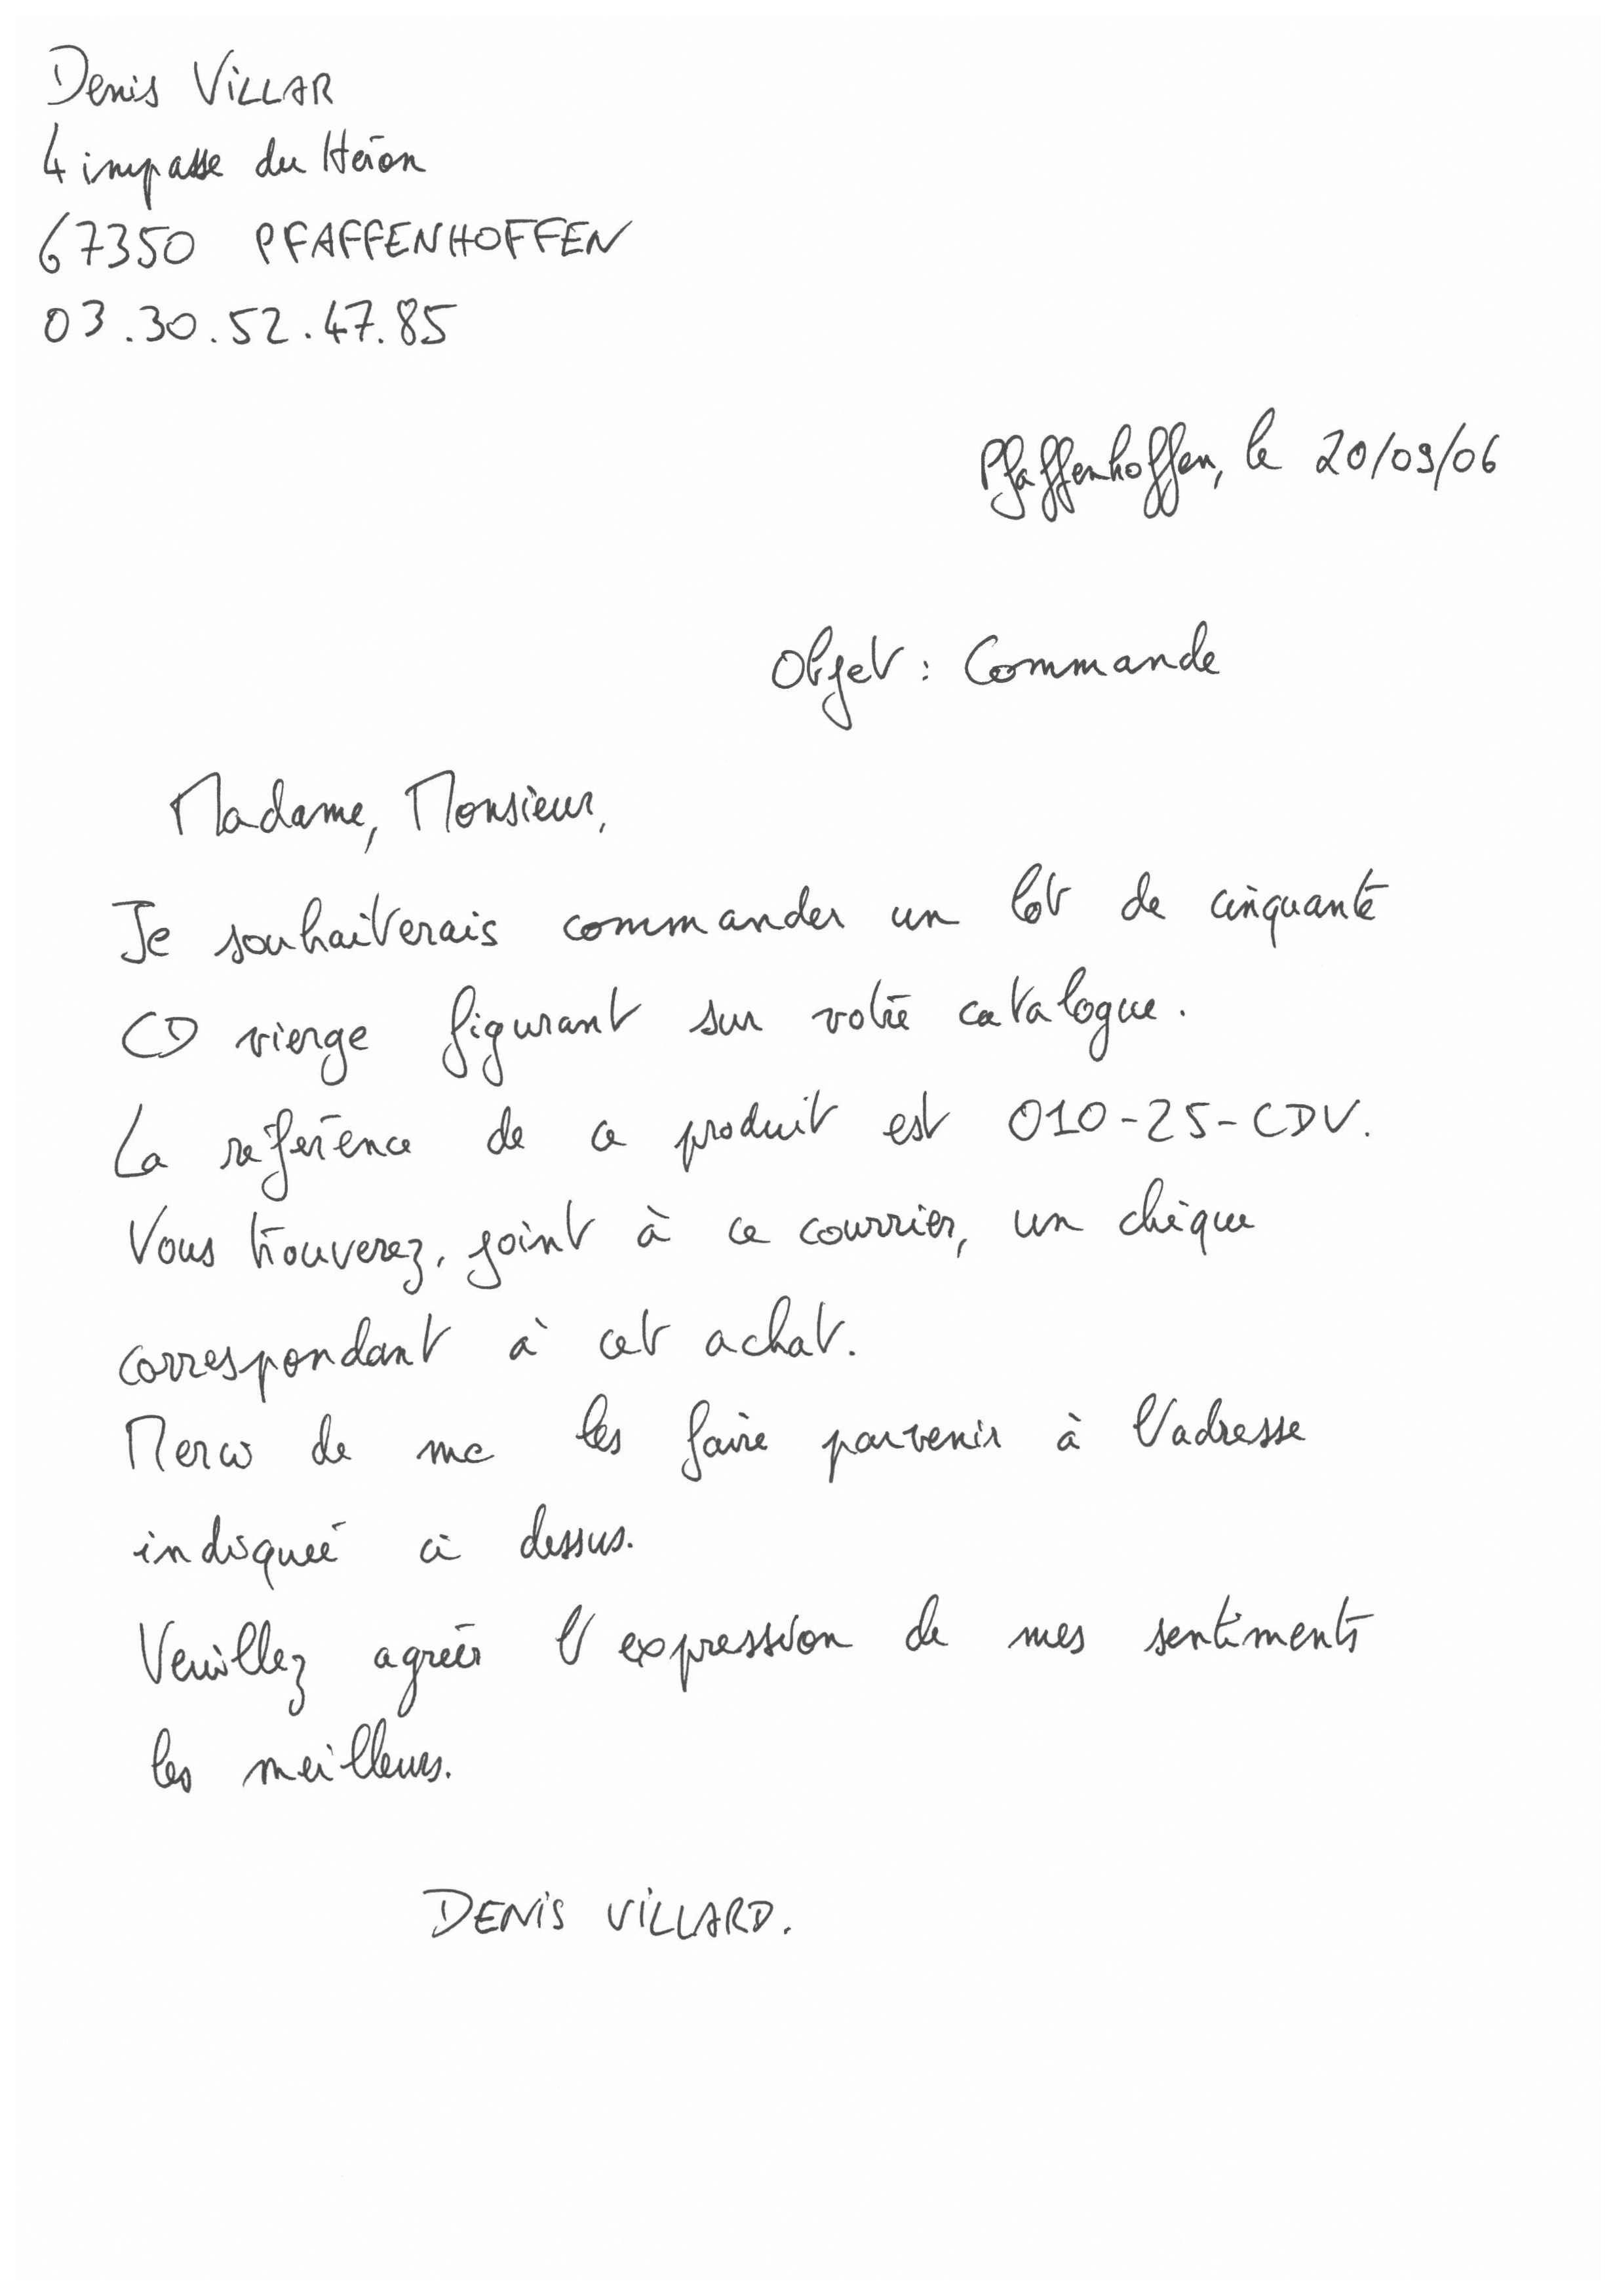 Denis VILLAR
4 impasse du Héron
67350 PFAFFENHOFFEN
03.30.52.47.85
Pfaffenhoffen, le 20/09/06
Objet : Commande
Madame, Monsieur,
Je souhaiterais commander un lot de cinquante
CD vierge figurant sur votre catalogue.
La référence de ce produit est 010-25-CDV.
Vous trouverez, joint à ce courrier, un chèque
correspondant à cet achat.
Merci de me les faire parvenir à l'adresse
indiquée ci dessus.
Veuillez agréer l'expression de mes sentiments
les meilleurs.
DENIS VILLARD.